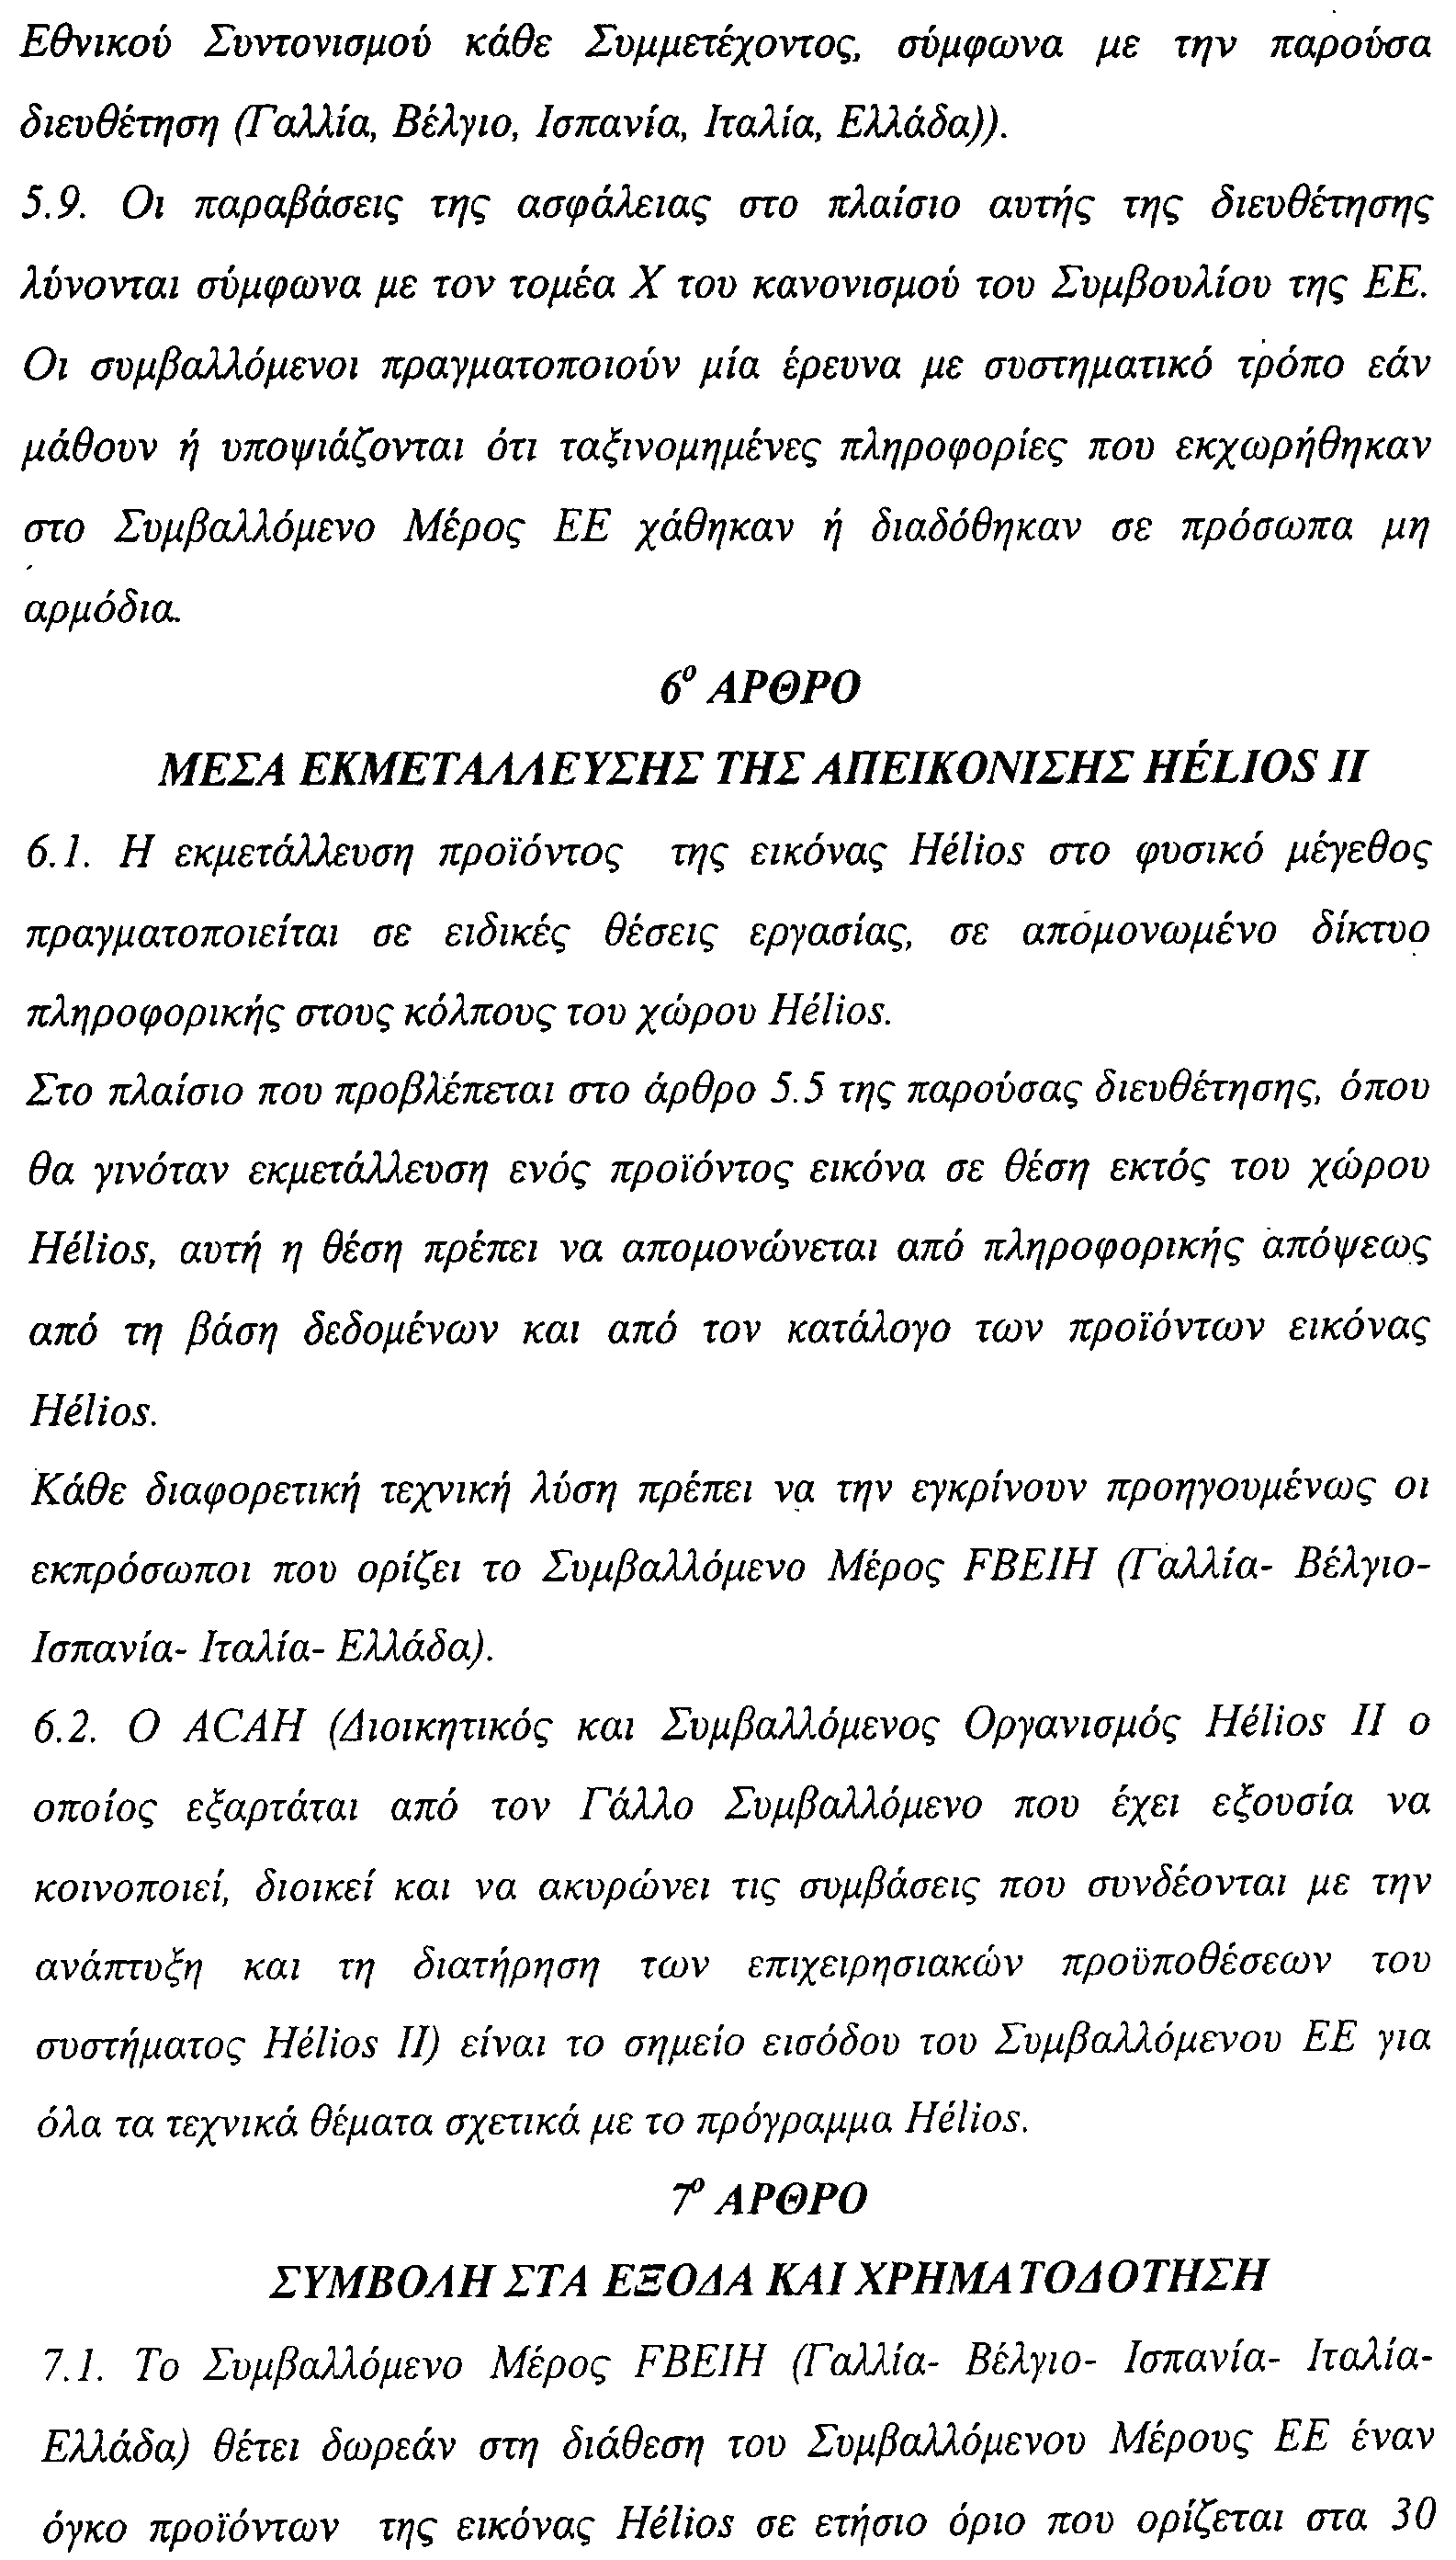 Εθνικού Συντονισμού κάθε Συμμετέχοντος, σύμφωνα με την παρούσα
διευθέτηση (Γαλλία, Βέλγιο, Ισπανία, Ιταλία, Ελλάδα)).
5.9. Οι παραβάσεις της ασφάλειας στο πλαίσιο αυτής της διευθέτησης
λύνονται σύμφωνα με τον τομέα Χ του κανονισμού του Συμβουλίου της ΕΕ.
Οι συμβαλλόμενοι πραγματοποιούν μία έρευνα με συστηματικό τρόπο εάν
μάθουν ή υποψιάζονται ότι ταξινομημένες πληροφορίες που εκχωρήθηκαν
στο Συμβαλλόμενο Μέρος ΕΕ χάθηκαν ή διαδόθηκαν σε πρόσωπα μη
αρμόδια.
6º ΑΡΘΡΟ
ΜΕΣΑ ΕΚΜΕΤΑΛΛΕΥΣΗΣ ΤΗΣ ΑΠΕΙΚΟΝΙΣΗΣ HÉLIOS II
6.1. Η εκμετάλλευση προϊόντος της εικόνας Hélios στο φυσικό μέγεθος
πραγματοποιείται σε ειδικές θέσεις εργασίας, σε απομονωμένο δίκτυο
πληροφορικής στους κόλπους του χώρου Hélios.
Στο πλαίσιο που προβλέπεται στο άρθρο 5.5 της παρούσας διευθέτησης, όπου
θα γινόταν εκμετάλλευση ενός προϊόντος εικόνα σε θέση εκτός του χώρου
Hélios, αυτή η θέση πρέπει να απομονώνεται από πληροφορικής απόψεως
από τη βάση δεδομένων και από τον κατάλογο των προϊόντων εικόνας
Hélios.
Κάθε διαφορετική τεχνική λύση πρέπει να την εγκρίνουν προηγουμένως οι
εκπρόσωποι που ορίζει το Συμβαλλόμενο Μέρος FBEIH (Γαλλία- Βέλγιο-
Ισπανία- Ιταλία- Ελλάδα).
6.2. Ο ACAH (Διοικητικός και Συμβαλλόμενος Οργανισμός Hélios II ο
οποίος εξαρτάται από τον Γάλλο Συμβαλλόμενο που έχει εξουσία να
κοινοποιεί, διοικεί και να ακυρώνει τις συμβάσεις που συνδέονται με την
ανάπτυξη και τη διατήρηση των επιχειρησιακών προϋποθέσεων του
συστήματος Hélios II) είναι το σημείο εισόδου του Συμβαλλόμενου ΕΕ για
όλα τα τεχνικά θέματα σχετικά με το πρόγραμμα Hélios.
7º ΑΡΘΡΟ
ΣΥΜΒΟΛΗ ΣΤΑ ΕΞΟΔΑ ΚΑΙ ΧΡΗΜΑΤΟΔΟΤΗΣΗ
7.1. Το Συμβαλλόμενο Μέρος FBEIH (Γαλλία- Βέλγιο- Ισπανία- Ιταλία-
Ελλάδα) θέτει δωρεάν στη διάθεση του Συμβαλλόμενου Μέρους ΕΕ έναν
όγκο προϊόντων της εικόνας Hélios σε ετήσιο όριο που ορίζεται στα 30